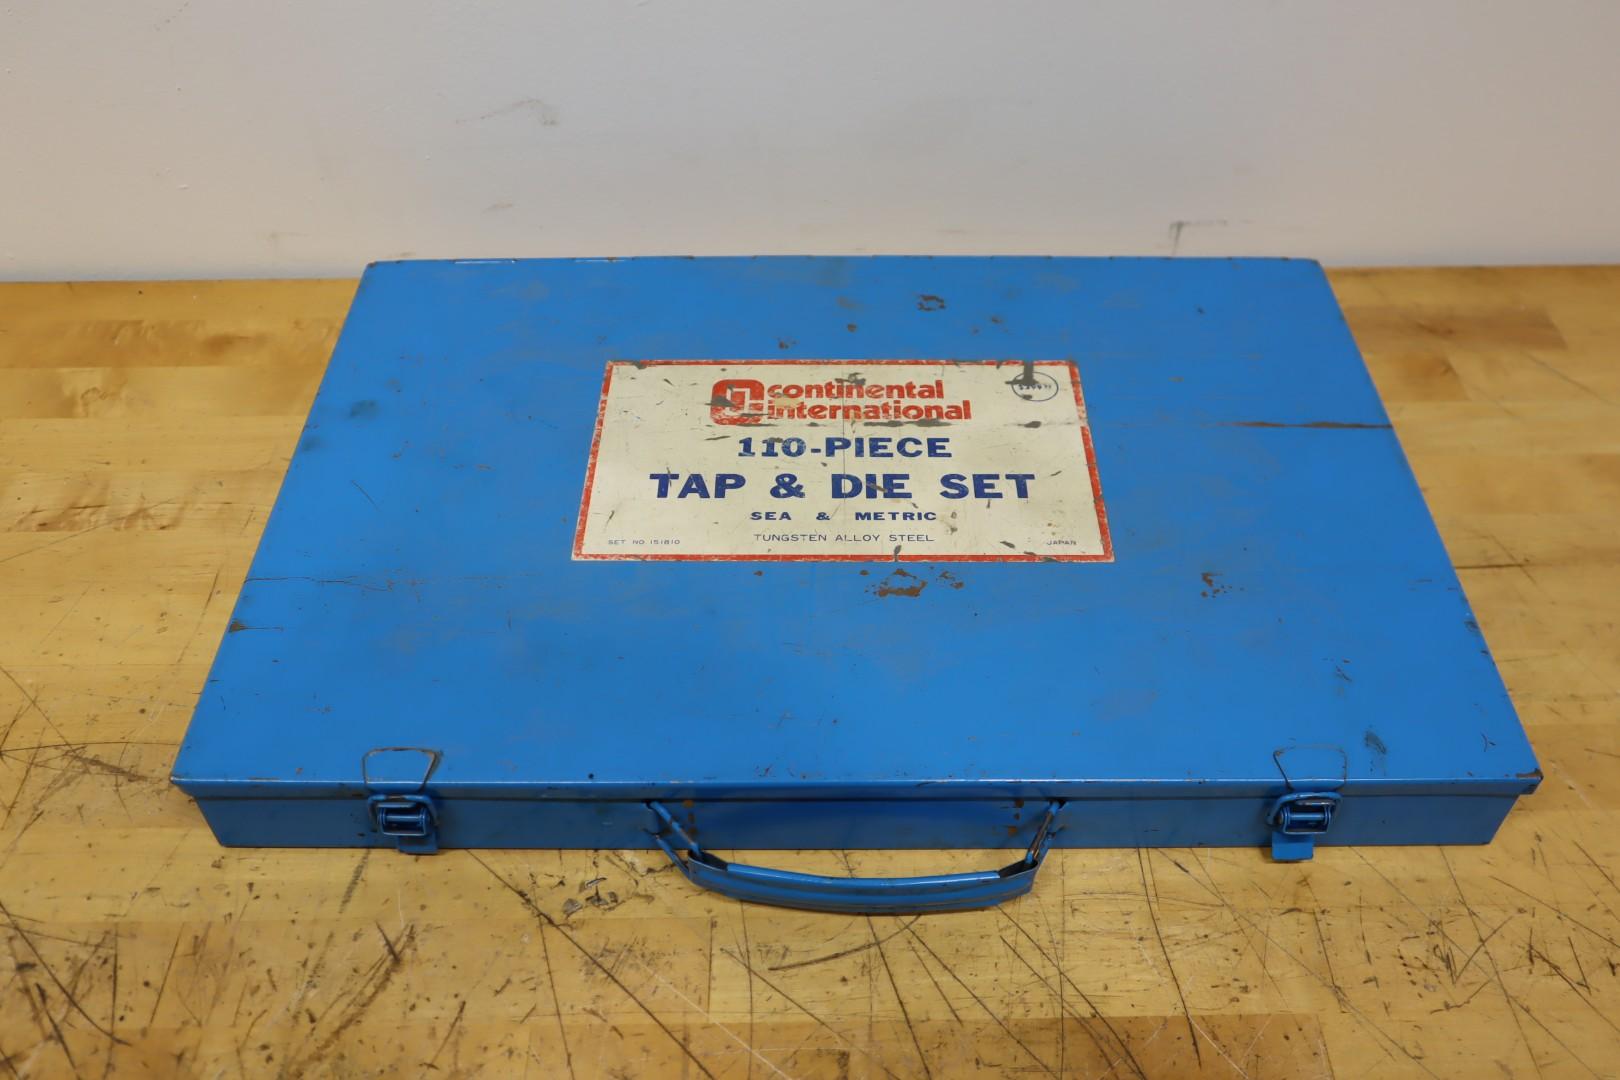 continental
international
110-PIECE
TAP & DIE SET
SEA & METRIC
TUNGSTEN ALLOY STEEL
SET NO. 151810
JAPAN